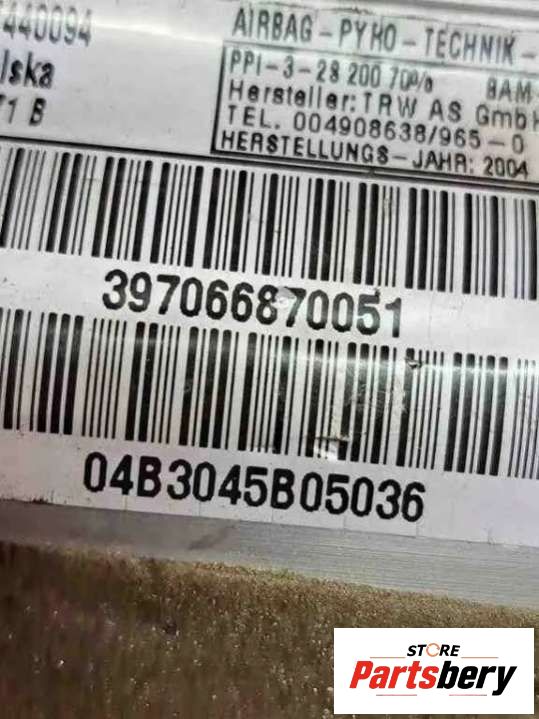 440094
lska
71 B
AIRBAG-PYRO-TECHNIK-
PPI-3-28 200 70% BAM-
Hersteller: TRW AS GmbH
TEL. 004908638/965-0
HERSTELLUNGS-JAHR: 2004
397066870051
04B3045B05036
STORE
Partsbery